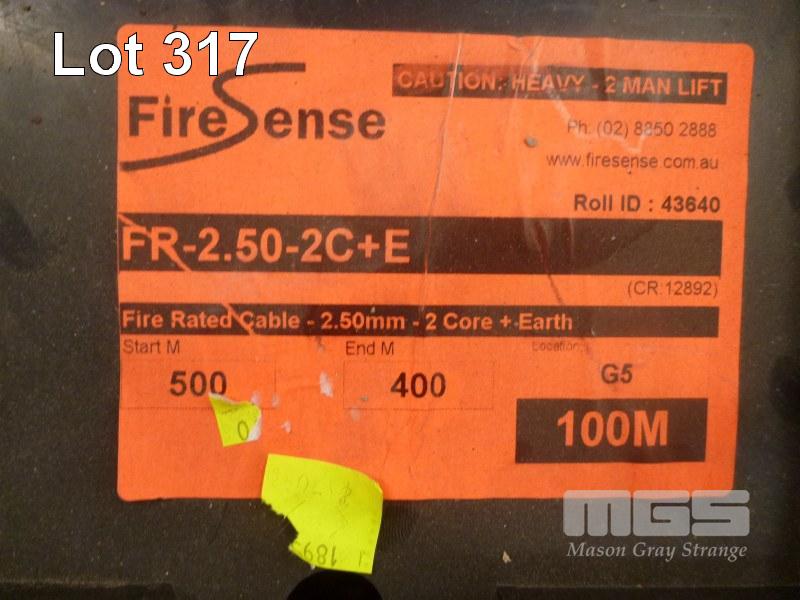 Lot 317
CAUTION: HEAVY - 2 MAN LIFT
FireSense
Ph: (02) 8850 2888
www.firesense.com.au
Roll ID : 43640
FR-2.50-2C+E
(CR:12892)
Fire Rated Cable - 2.50mm - 2 Core + Earth
Start M End M Location:
500 400 G5
100M
0
189
MGS
Mason Gray Strange